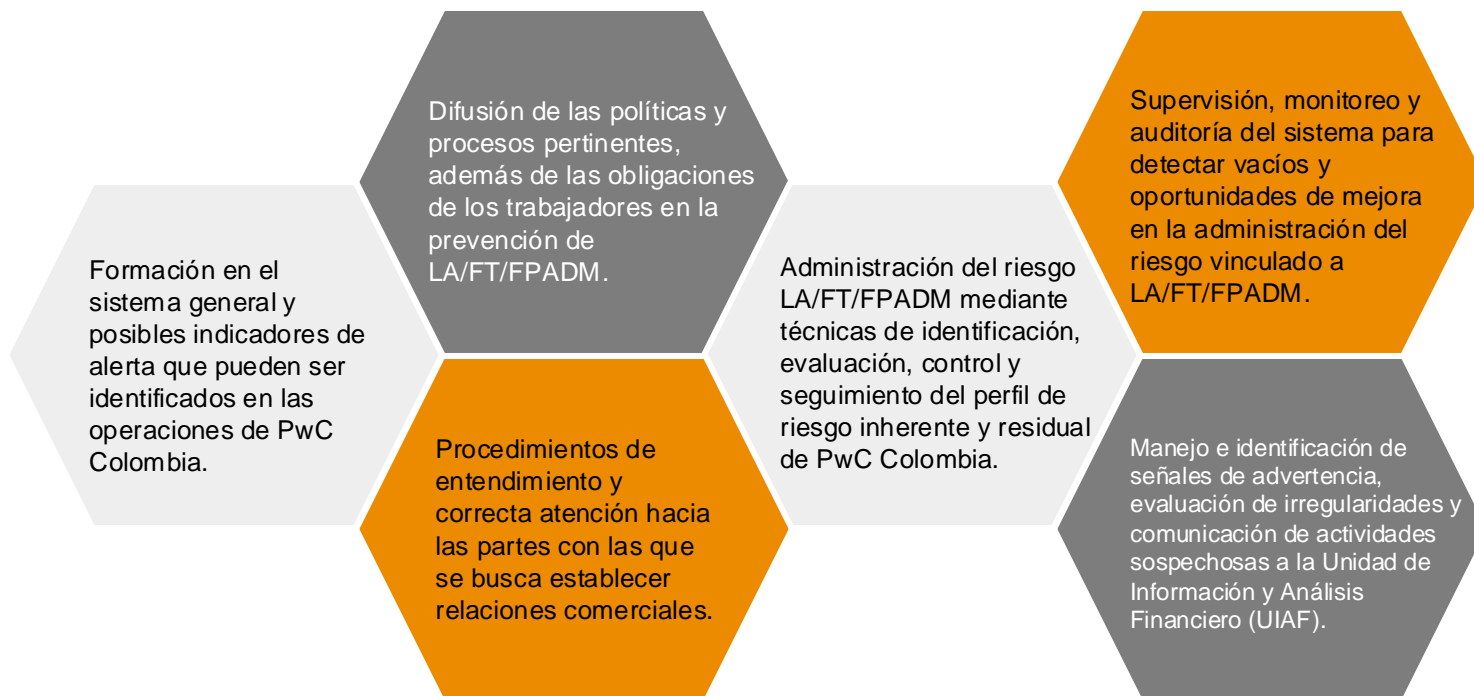 Formación en el
sistema general y
posibles indicadores de
alerta que pueden ser
identificados en las
operaciones de PwC
Colombia.
Difusión de las políticas y
procesos pertinentes,
además de las obligaciones
de los trabajadores en la
prevención de
LA/FT/FPADM.
Procedimientos de
entendimiento y
correcta atención hacia
las partes con las que
se busca establecer
relaciones comerciales.
Administración del riesgo
LA/FT/FPADM mediante
técnicas de identificación,
evaluación, control y
seguimiento del perfil de
riesgo inherente y residual
de PwC Colombia.
Supervisión, monitoreo y
auditoría del sistema para
detectar vacíos y
oportunidades de mejora
en la administración del
riesgo vinculado a
LA/FT/FPADM.
Manejo e identificación de
señales de advertencia,
evaluación de irregularidades y
comunicación de actividades
sospechosas a la Unidad de
Información y Análisis
Financiero (UIAF).